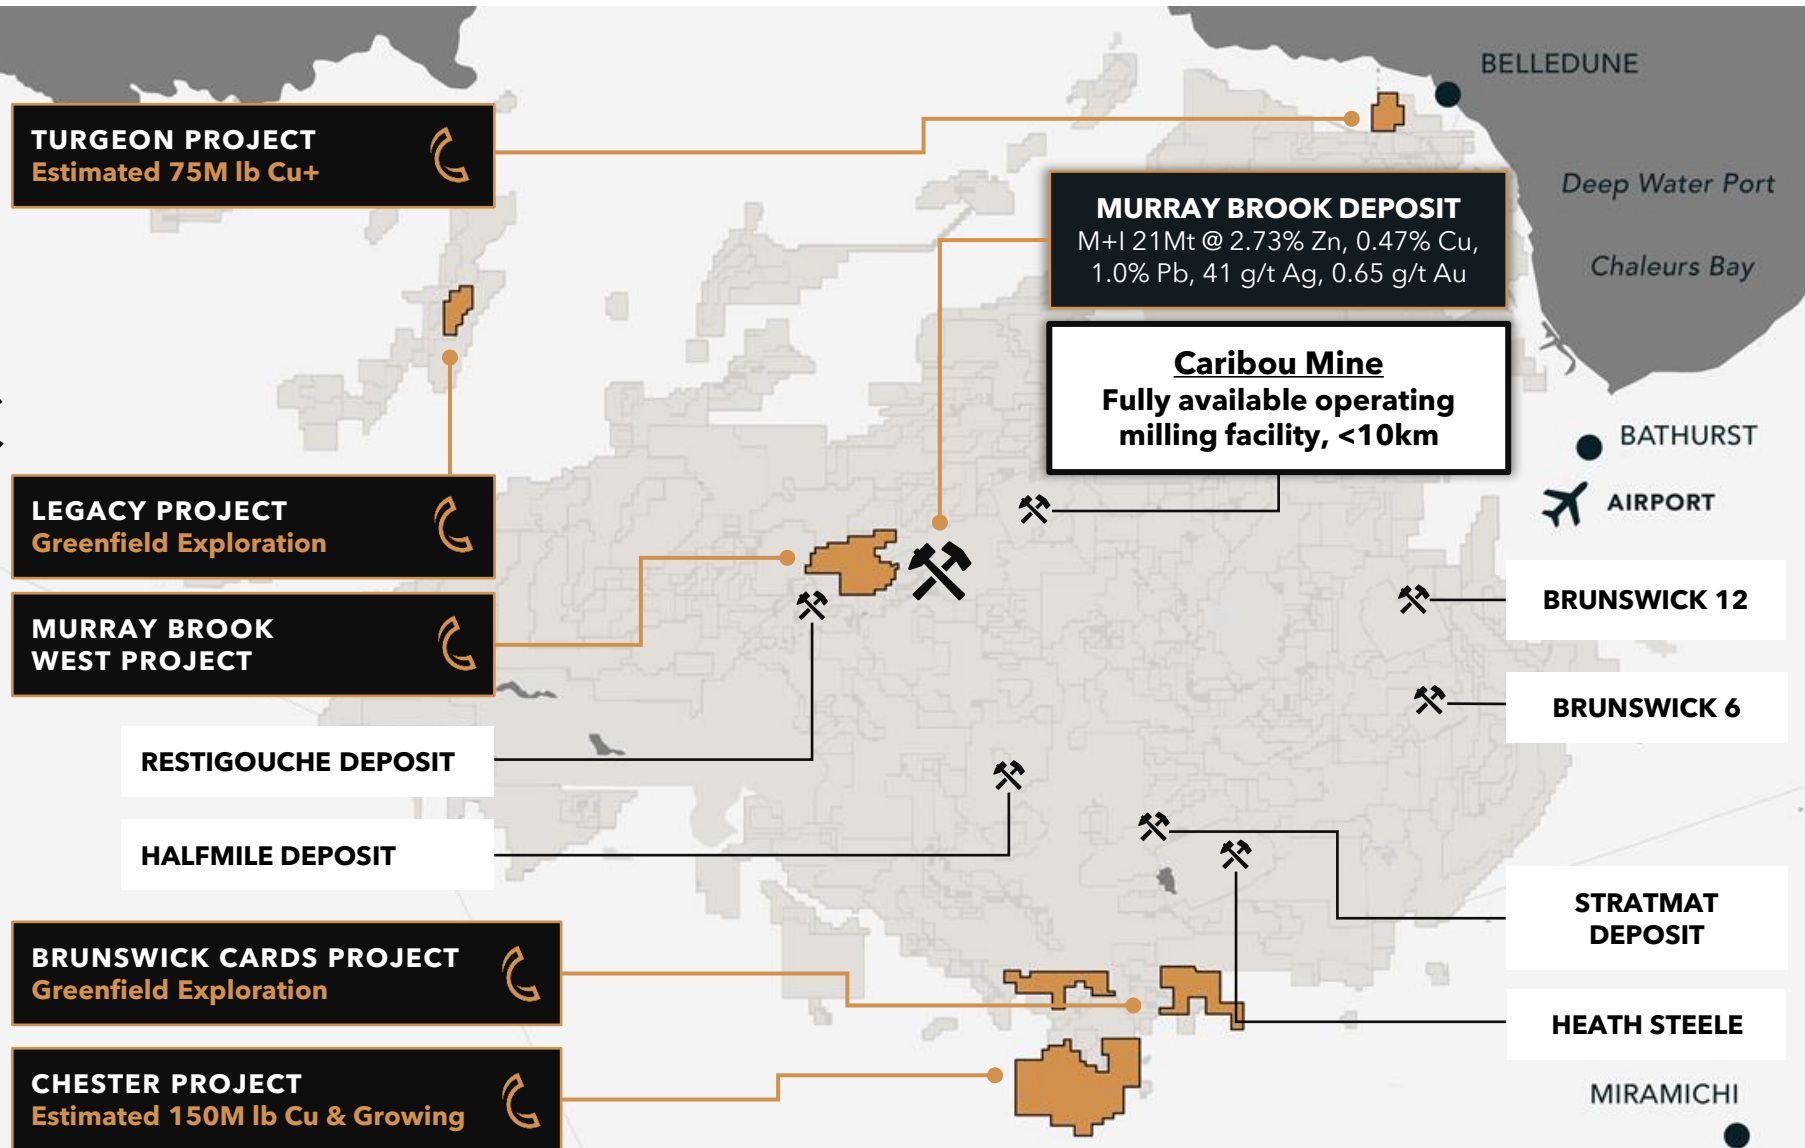 BELLEDUNE
TURGEON PROJECT
Estimated 75M lb Cu+
Deep Water Port
MURRAY BROOK DEPOSIT
M+I 21Mt @ 2.73% Zn, 0.47% Cu,
1.0% Pb, 41 g/t Ag, 0.65 g/t Au
Chaleurs Bay
Caribou Mine
Fully available operating
milling facility, <10km
BATHURST
AIRPORT
LEGACY PROJECT
Greenfield Exploration
BRUNSWICK 12
MURRAY BROOK
WEST PROJECT
BRUNSWICK 6
RESTIGOUCHE DEPOSIT
HALFMILE DEPOSIT
STRATMAT
DEPOSIT
BRUNSWICK CARDS PROJECT
Greenfield Exploration
HEATH STEELE
CHESTER PROJECT
Estimated 150M lb Cu & Growing
MIRAMICHI